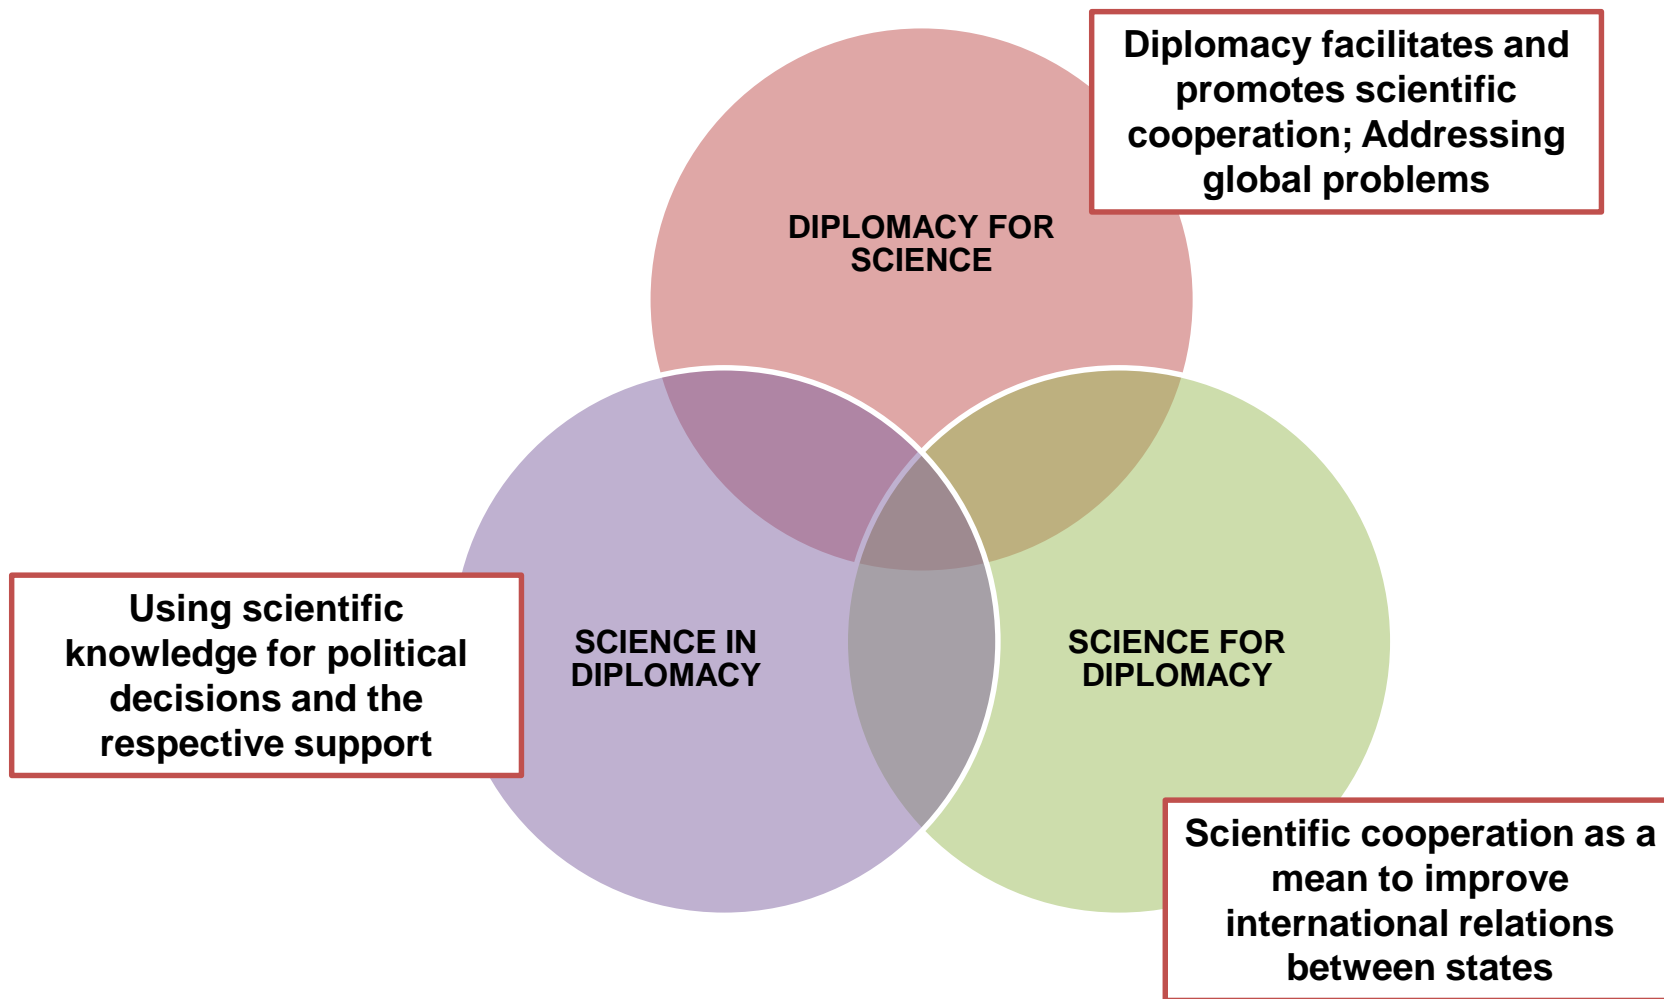 Diplomacy facilitates and
promotes scientific
cooperation; Addressing
global problems
DIPLOMACY FOR
SCIENCE
Using scientific
knowledge for political
decisions and the
respective support
SCIENCE IN
DIPLOMACY
SCIENCE FOR
DIPLOMACY
Scientific cooperation as a
mean to improve
international relations
between states